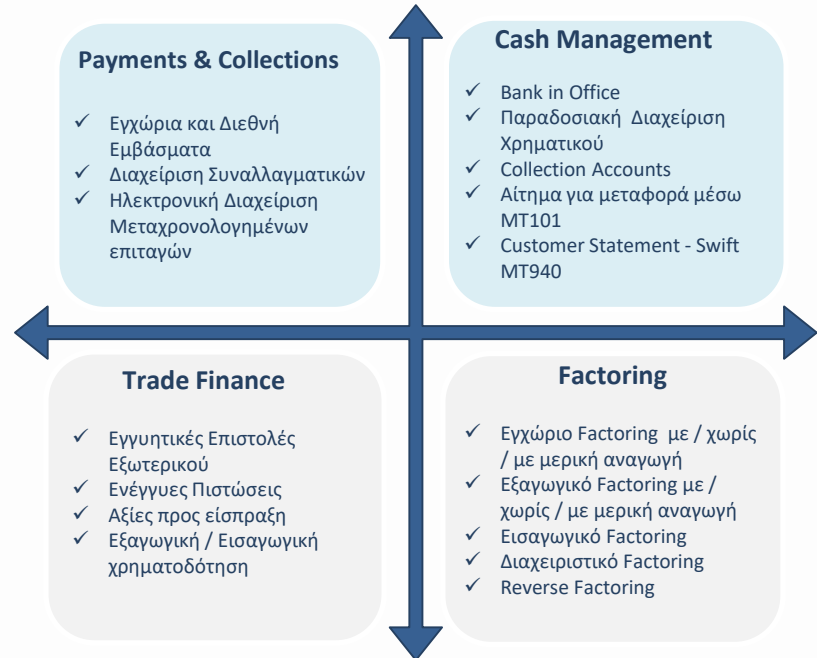 Payments & Collections
✓ Εγχώρια και Διεθνή
Εμβάσματα
✓ Διαχείριση Συναλλαγματικών
✓ Ηλεκτρονική Διαχείριση
Μεταχρονολογημένων
επιταγών
Cash Management
✓ Bank in Office
✓ Παραδοσιακή Διαχείριση
Χρηματικού
✓ Collection Accounts
✓ Αίτημα για μεταφορά μέσω
MT101
✓ Customer Statement - Swift
MT940
Trade Finance
✓ Εγγυητικές Επιστολές
Εξωτερικού
✓ Ενέγγυες Πιστώσεις
✓ Αξίες προς είσπραξη
✓ Εξαγωγική / Εισαγωγική
χρηματοδότηση
Factoring
✓ Εγχώριο Factoring με / χωρίς
/ με μερική αναγωγή
✓ Εξαγωγικό Factoring με /
χωρίς / με μερική αναγωγή
✓ Εισαγωγικό Factoring
✓ Διαχειριστικό Factoring
✓ Reverse Factoring